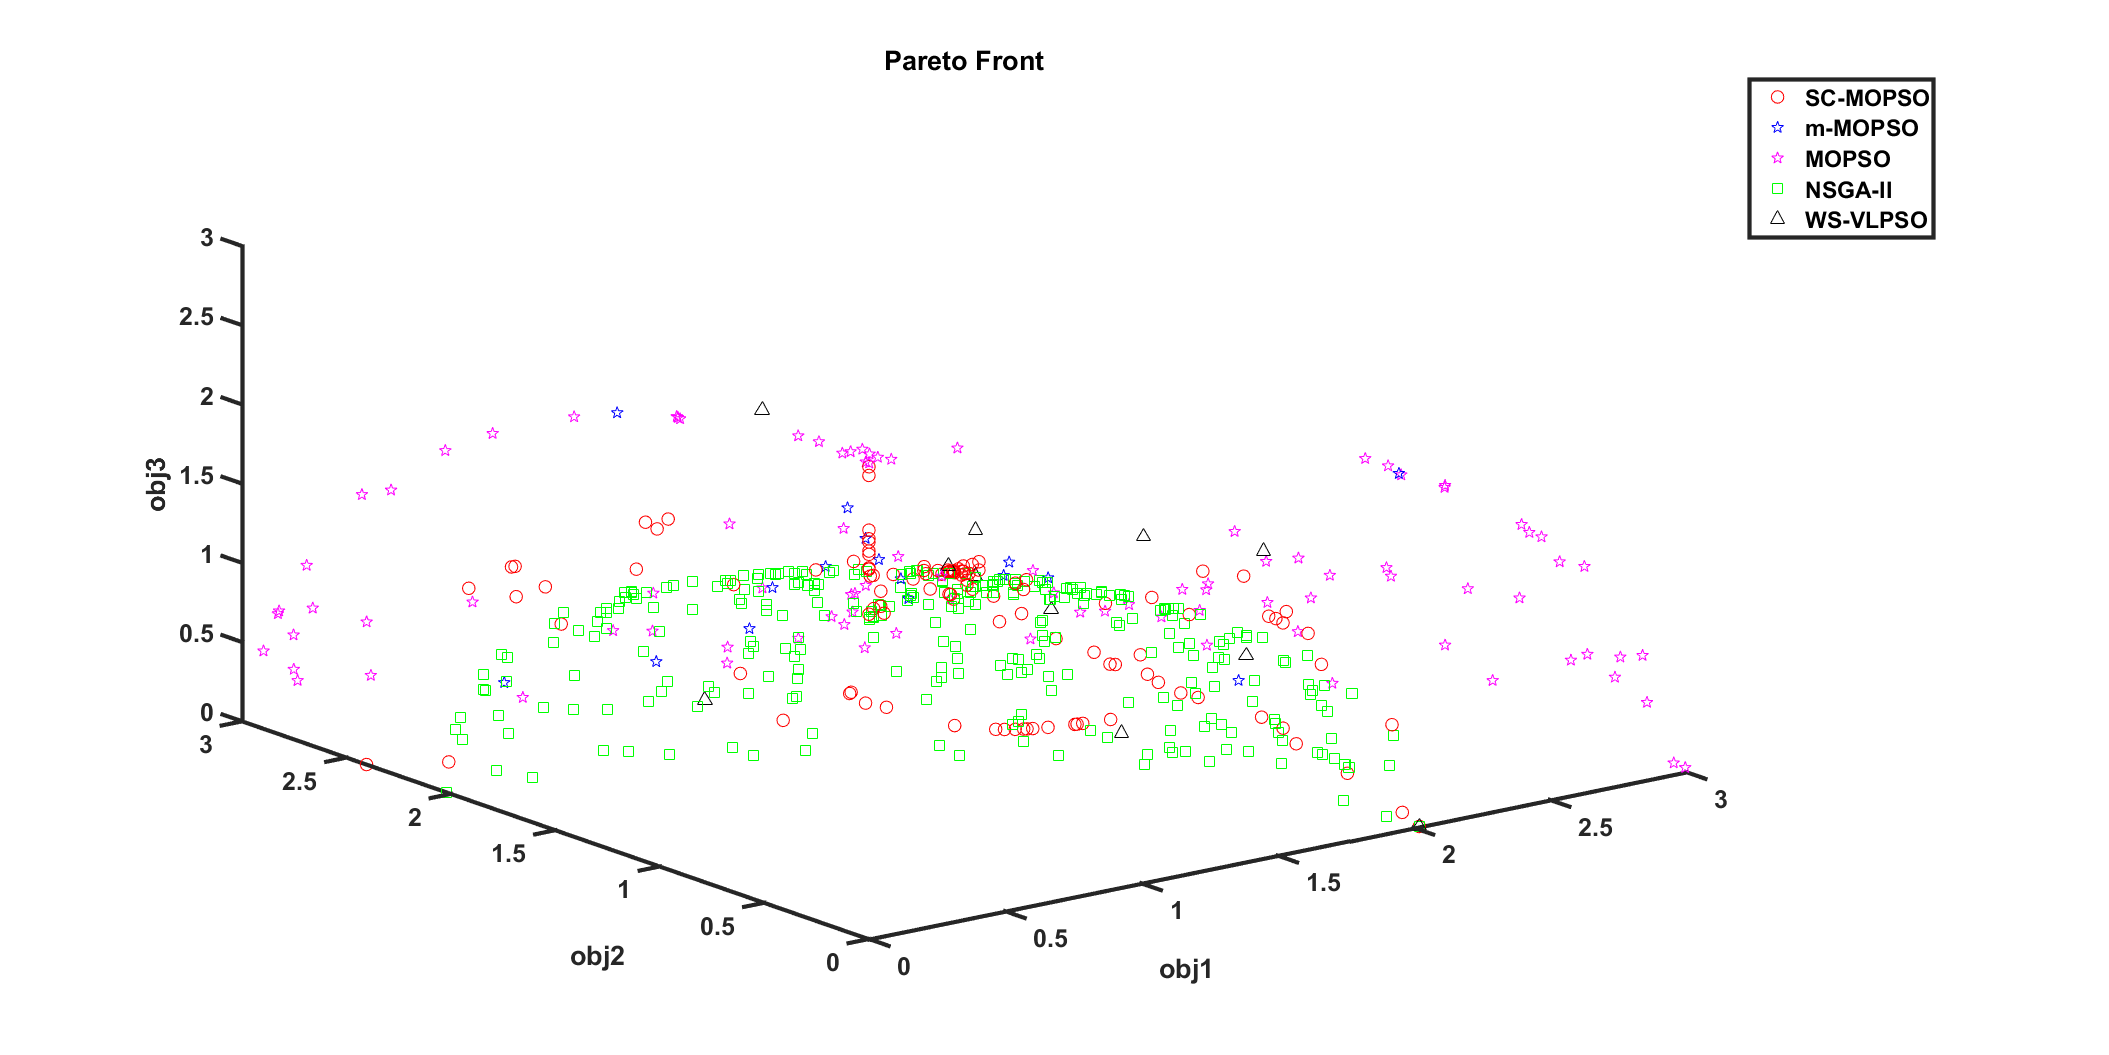 Pareto Front
SC-MOPSO
m-MOPSO
MOPSO
NSGA-II
WS-VLPSO
3
2.5
2
1.5
1
0.5
0
obj3
3
2.5
2
1.5
1
0.5
0
obj2
0
0.5
1
1.5
2
2.5
3
obj1